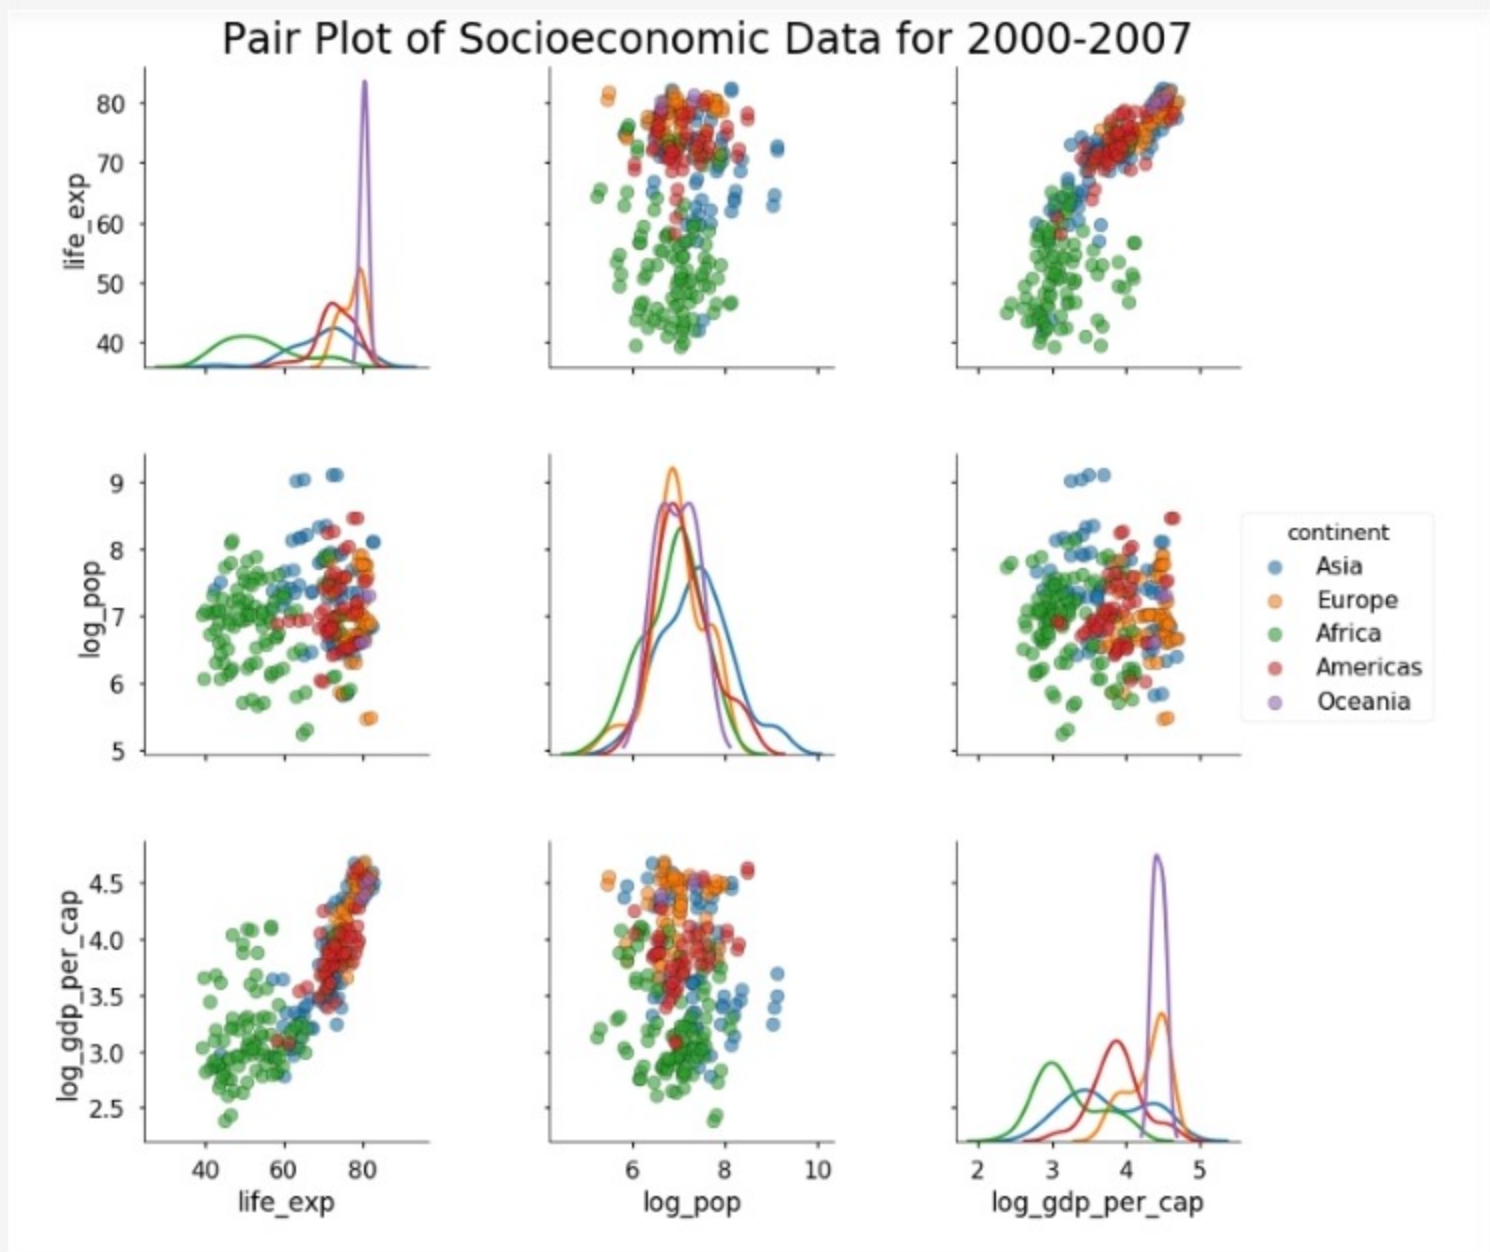 Pair Plot of Socioeconomic Data for 2000-2007
life_exp
80
70
60
50
40
log_pop
9
8
7
6
5
continent
Asia
Europe
Africa
Americas
Oceania
log_gdp_per_cap
4.5
4.0
3.5
3.0
2.5
40 60 80
6 8 10
2 3 4 5
life_exp
log_pop
log_gdp_per_cap